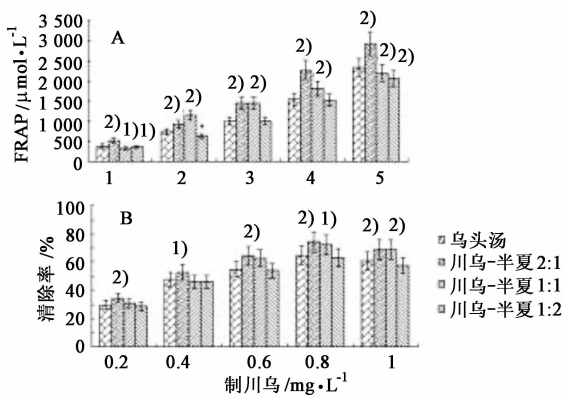 A
FRAP/μmol·L⁻¹
3 500
3 000
2 500
2 000
1 500
1 000
500
0
2) 1) 1)
2) 2) *
2) 2)
2) 2)
2) 2) 2)
1 2 3 4 5
B
清除率/%
100
80
60
40
20
0
2)
1)
2)
2) 1)
2) 2)
0.2 0.4 0.6 0.8 1
制川乌/mg·L⁻¹
乌头汤
川乌-半夏2:1
川乌-半夏1:1
川乌-半夏1:2